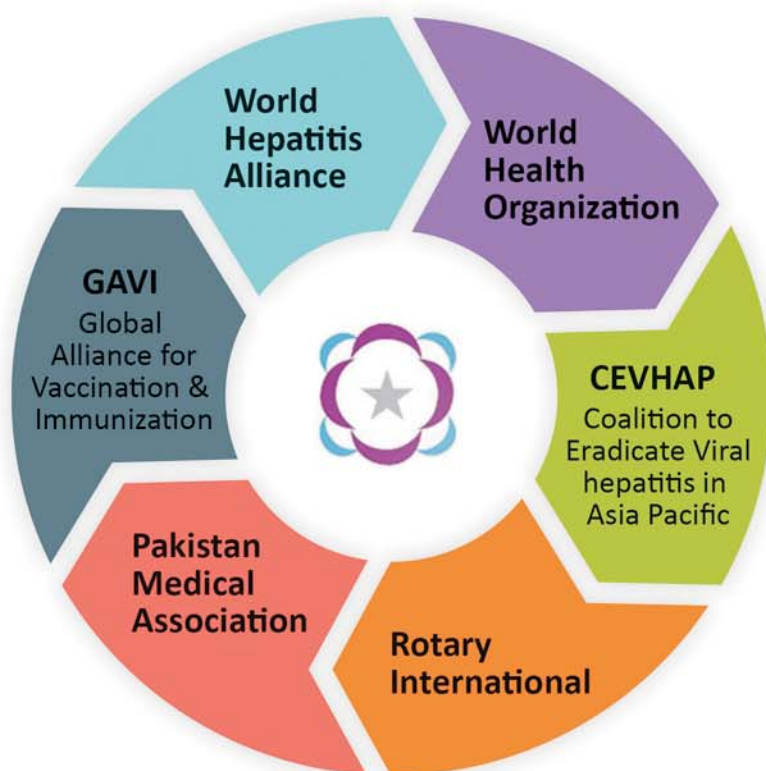 World
Hepatitis
Alliance
World
Health
Organization
CEVHAP
Coalition to
Eradicate Viral
hepatitis in
Asia Pacific
Rotary
International
Pakistan
Medical
Association
GAVI
Global
Alliance for
Vaccination &
Immunization